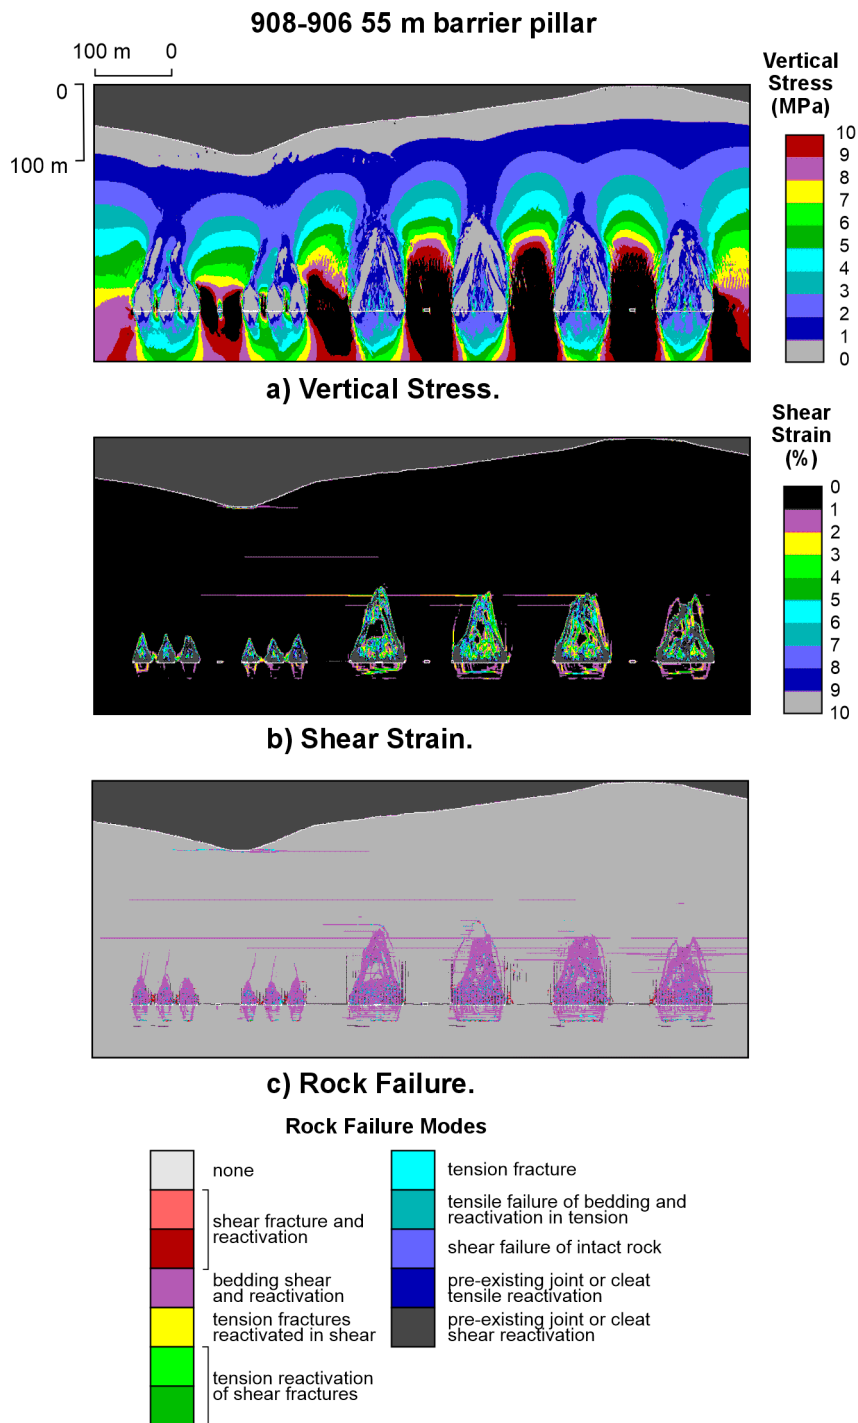 908-906 55 m barrier pillar
100 m 0
0
100 m
Vertical
Stress
(MPa)
10
9
8
7
6
5
4
3
2
1
0
a) Vertical Stress.
Shear
Strain
(%)
0
1
2
3
4
5
6
7
8
9
10
b) Shear Strain.
c) Rock Failure.
Rock Failure Modes
none
shear fracture and
reactivation
bedding shear
and reactivation
tension fractures
reactivated in shear
tension reactivation
of shear fractures
tension fracture
tensile failure of bedding and
reactivation in tension
shear failure of intact rock
pre-existing joint or cleat
tensile reactivation
pre-existing joint or cleat
shear reactivation